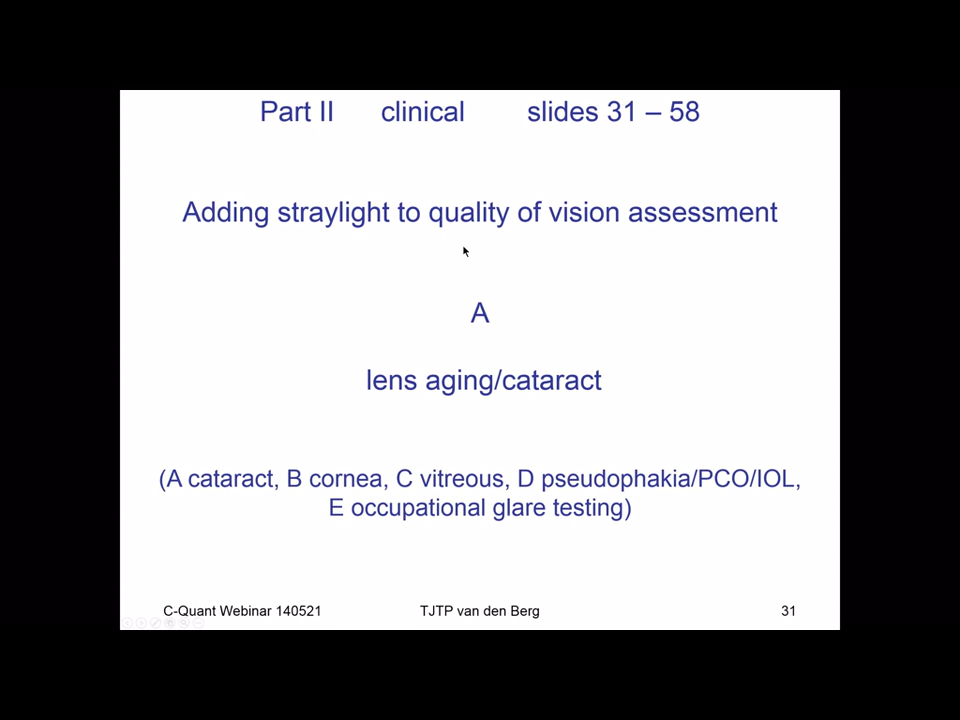 Part II clinical slides 31 – 58
Adding straylight to quality of vision assessment
A
lens aging/cataract
(A cataract, B cornea, C vitreous, D pseudophakia/PCO/IOL,
E occupational glare testing)
C-Quant Webinar 140521 TJTP van den Berg 31